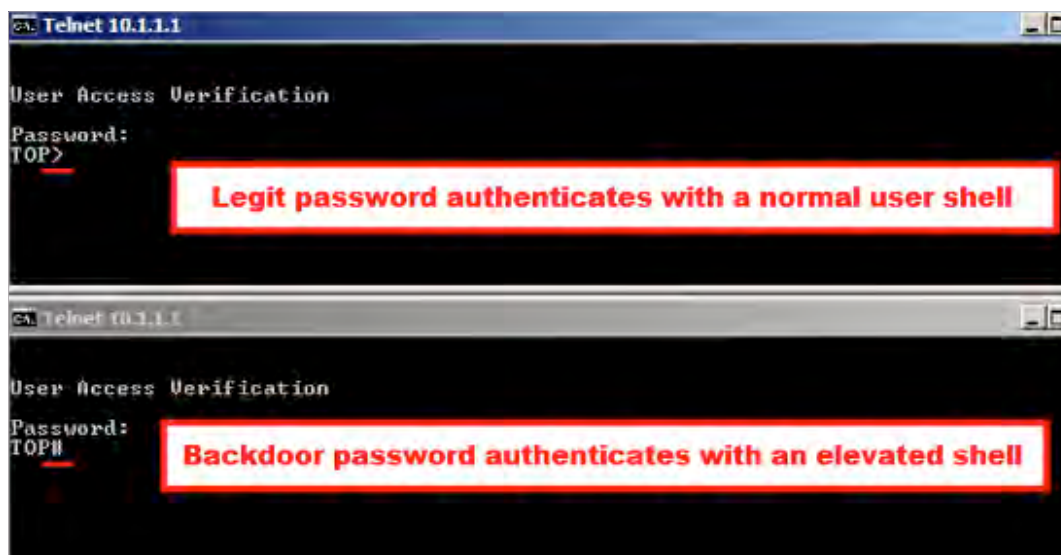 Telnet 10.1.1.1
User Access Verification
Password:
TOP>
Legit password authenticates with a normal user shell
Telnet 10.1.1.1
User Access Verification
Password:
TOP#
Backdoor password authenticates with an elevated shell